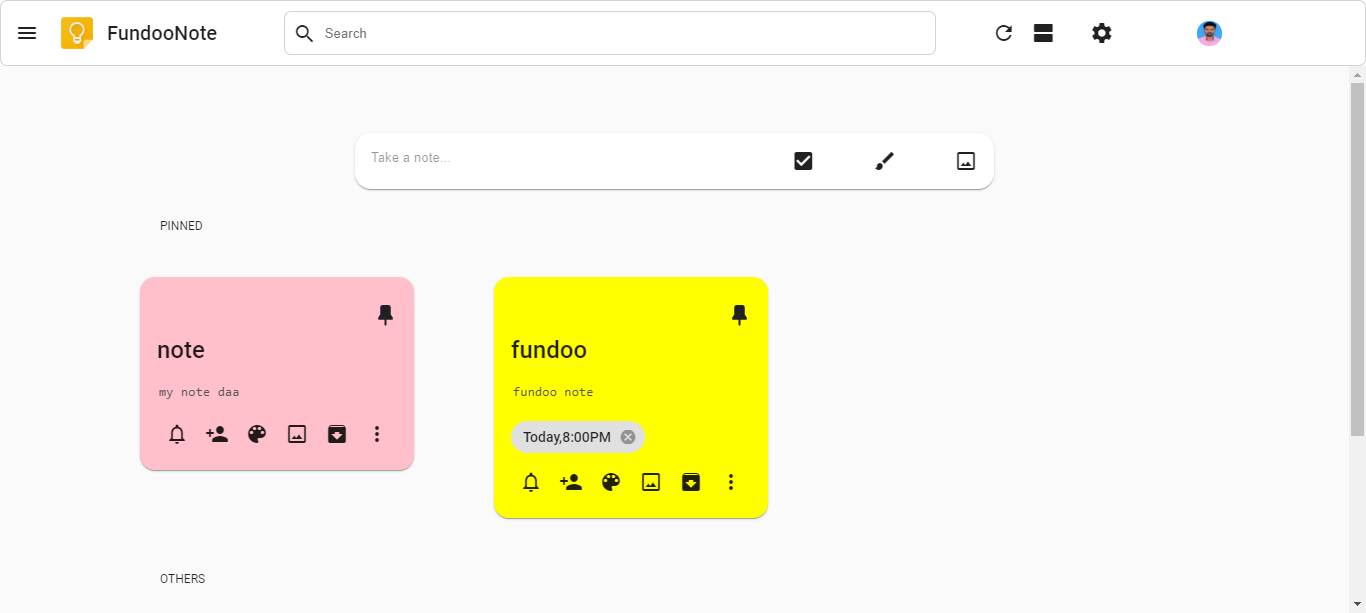 FundooNote
Search
Take a note...
PINNED
note
my note daa
fundoo
fundoo note
Today,8:00PM
OTHERS